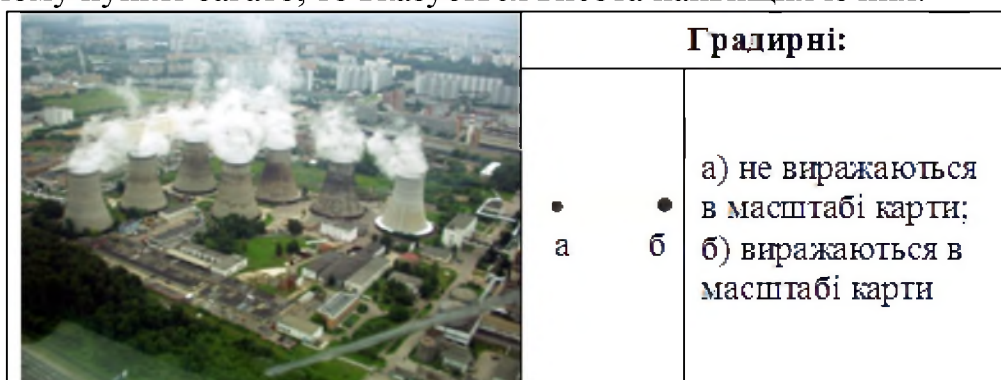 Градирні:
а б
а) не виражаються
в масштабі карти;
б) виражаються в
масштабі карти